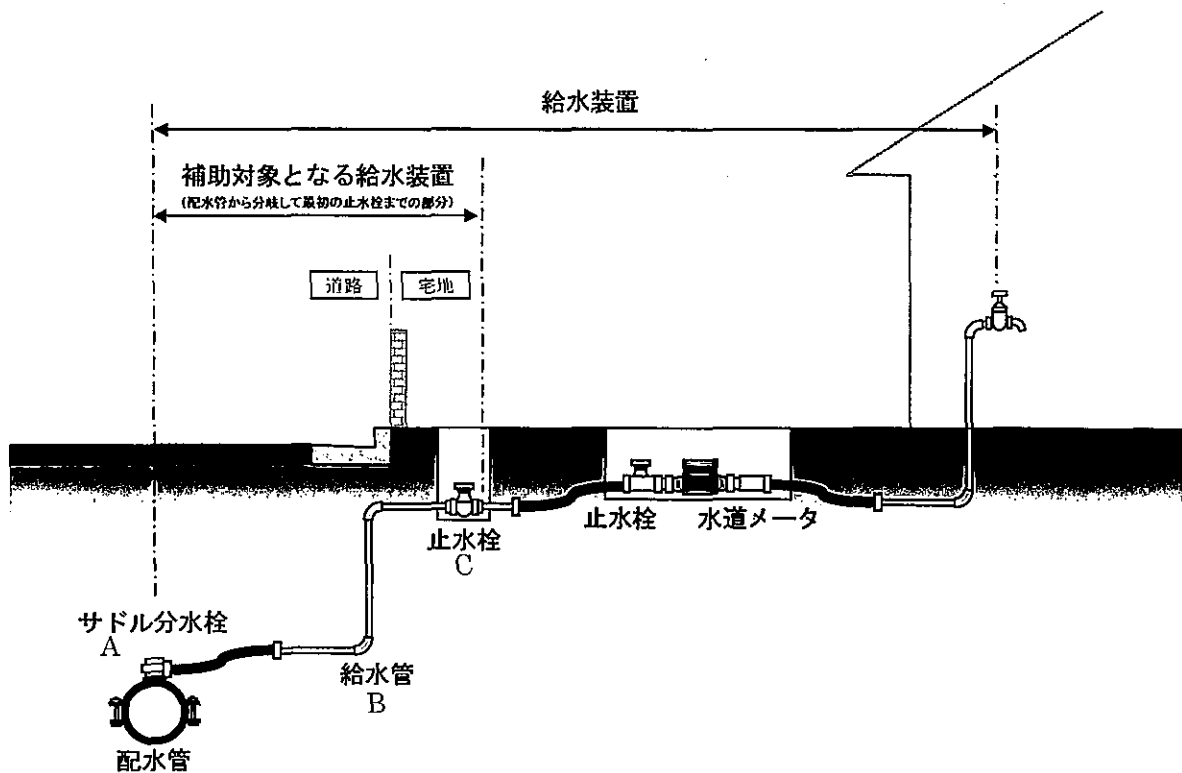 給水装置
補助対象となる給水装置
(配水管から分岐して最初の止水栓までの部分)
道路
宅地
止水栓
C
止水栓
水道メータ
サドル分水栓
A
給水管
B
配水管